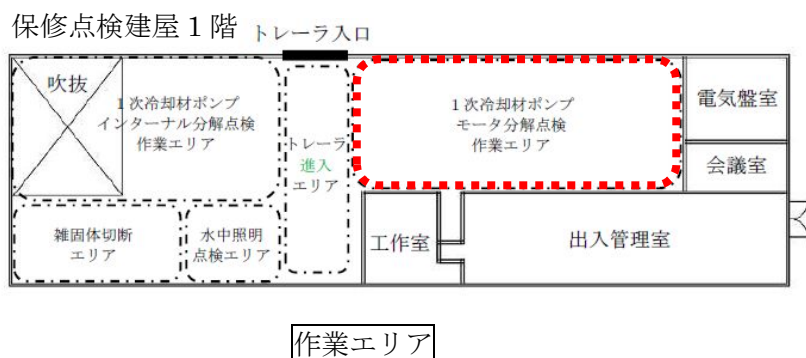 保修点検建屋1階
トレーラ入口
吹抜
1次冷却材ポンプ
インターナル分解点検
作業エリア
トレーラ
進入
エリア
1次冷却材ポンプ
モータ分解点検
作業エリア
電気盤室
会議室
雑固体切断
エリア
水中照明
点検エリア
工作室
出入管理室
作業エリア